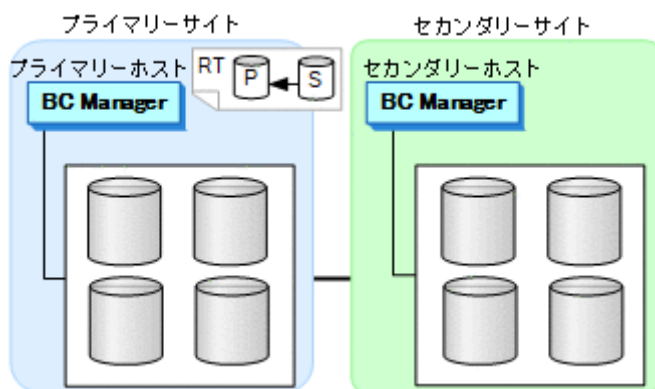 プライマリーサイト
セカンダリーサイト
プライマリーホスト
RT
P
S
セカンダリーホスト
BC Manager
BC Manager